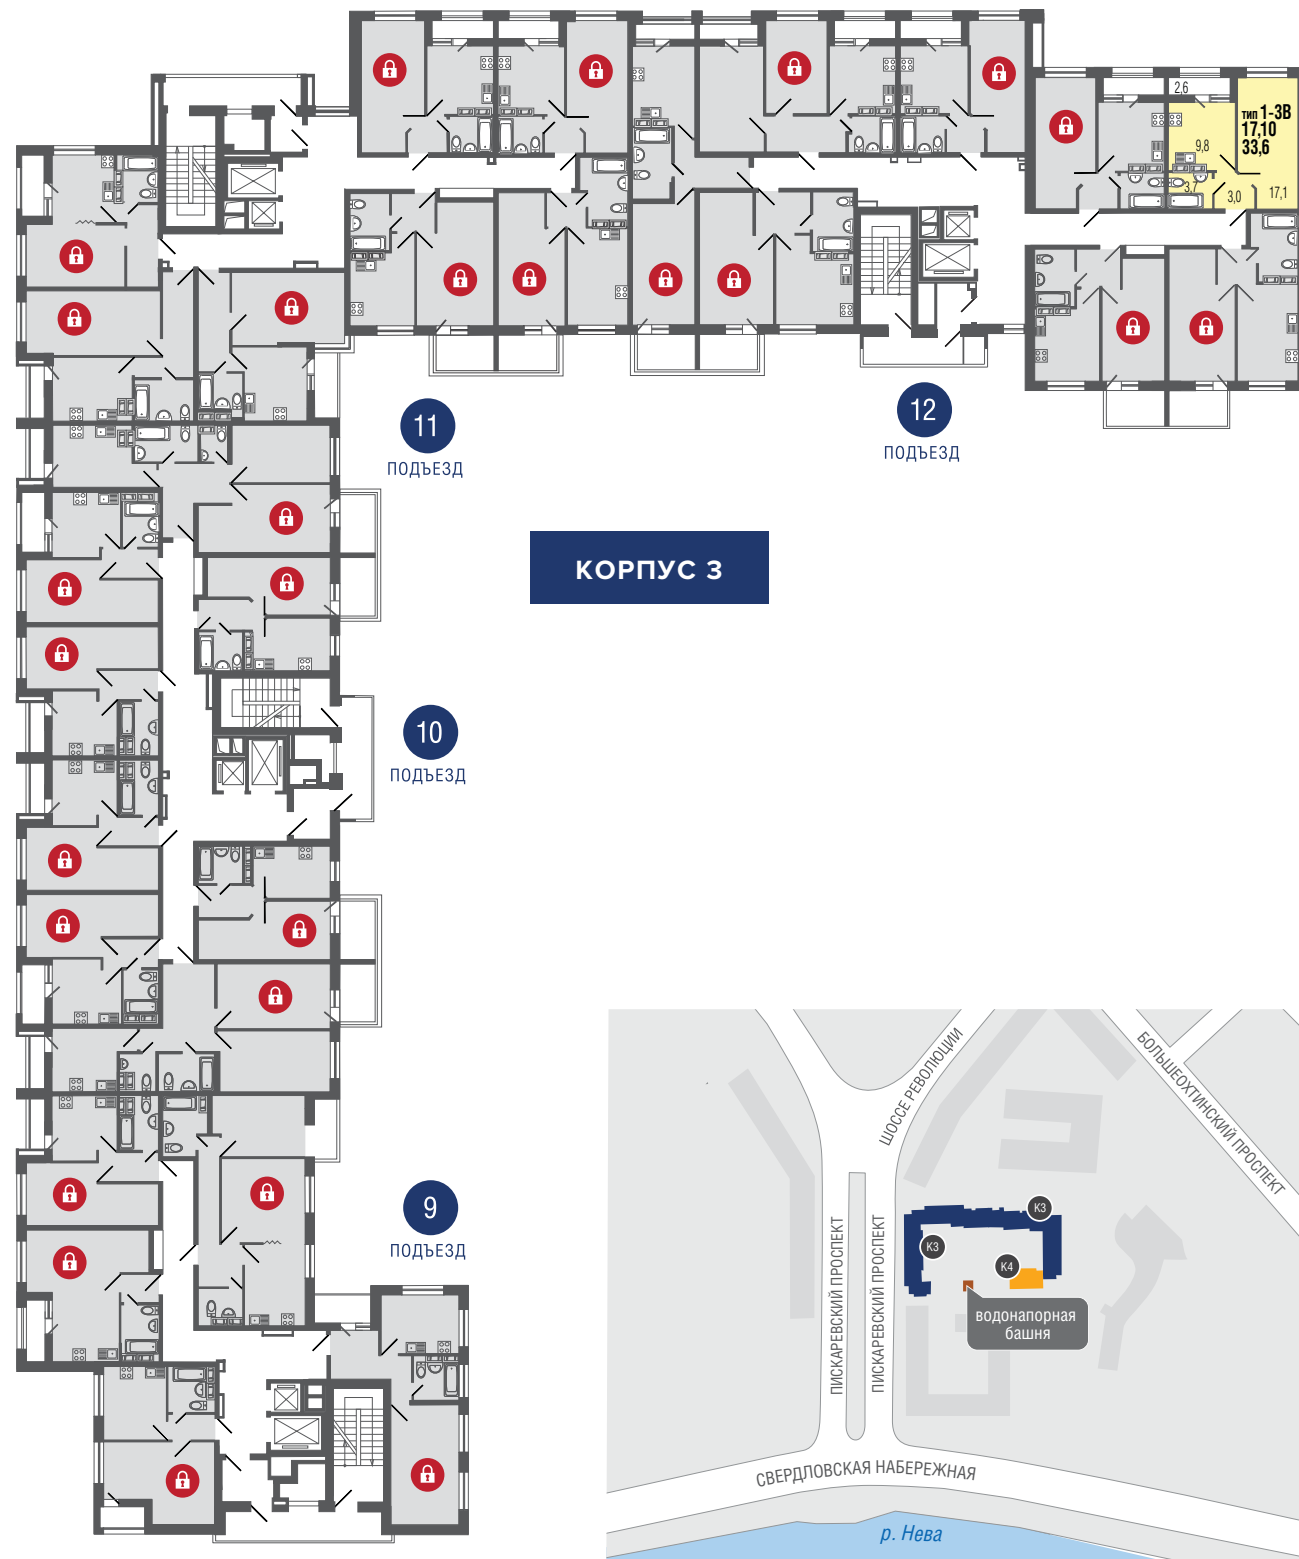 2,6
тип 1-3В
17,10
33,6
9,8
3,7
3,0
17,1
11
ПОДЪЕЗД
12
ПОДЪЕЗД
КОРПУС 3
10
ПОДЪЕЗД
9
ПОДЪЕЗД
ШОССЕ РЕВОЛЮЦИИ
БОЛЬШЕОХТИНСКИЙ ПРОСПЕКТ
ПИСКАРЕВСКИЙ ПРОСПЕКТ
ПИСКАРЕВСКИЙ ПРОСПЕКТ
К3
К3
К4
водонапорная
башня
СВЕРДЛОВСКАЯ НАБЕРЕЖНАЯ
р. Нева